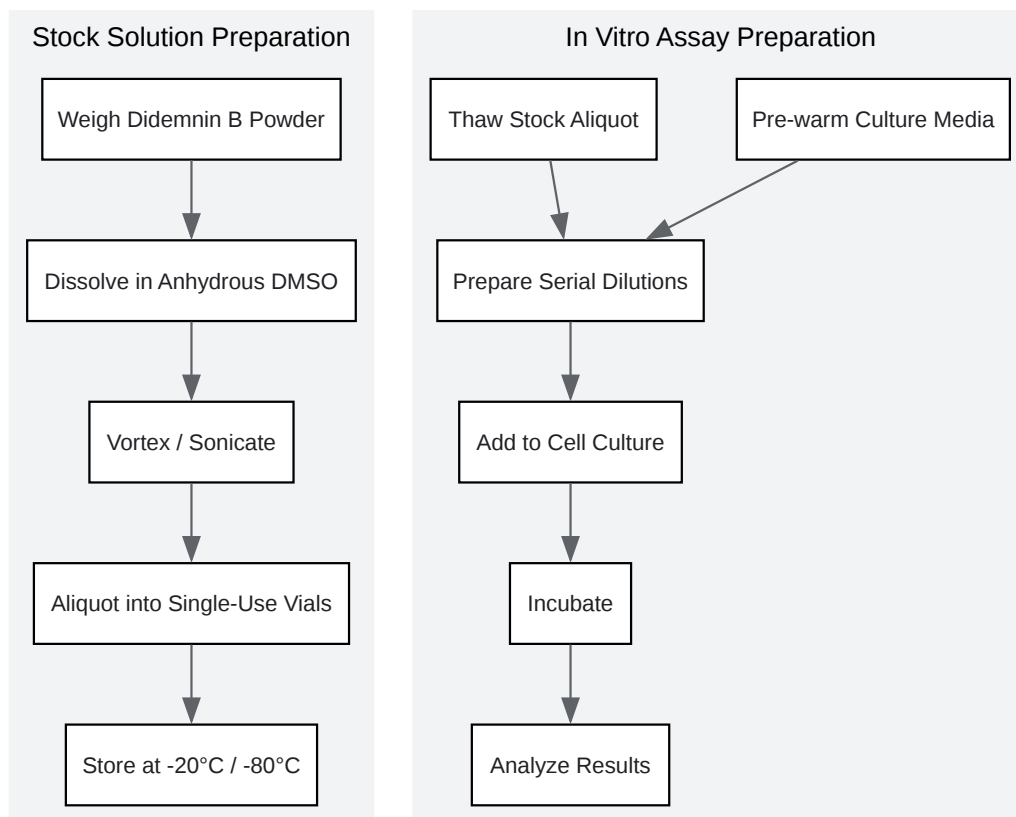 Stock Solution Preparation
Weigh Didemnin B Powder
Dissolve in Anhydrous DMSO
Vortex / Sonicate
Aliquot into Single-Use Vials
Store at -20°C / -80°C
In Vitro Assay Preparation
Thaw Stock Aliquot
Pre-warm Culture Media
Prepare Serial Dilutions
Add to Cell Culture
Incubate
Analyze Results